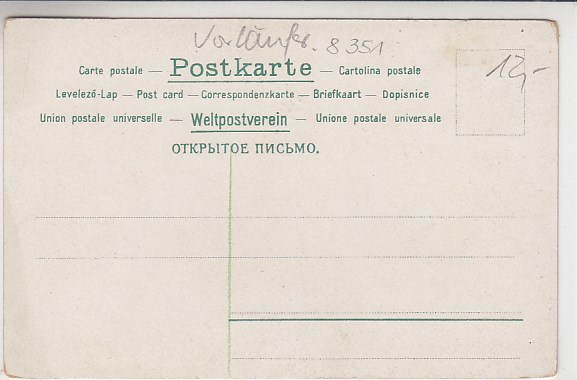 Vorläufer. 8351
12,-
Carte postale — Postkarte — Cartolina postale
Levelező-Lap — Post card — Correspondenzkarte — Briefkaart — Dopisnice
Union postale universelle — Weltpostverein — Unione postale universale
ОТКРЫТОЕ ПИСЬМО.